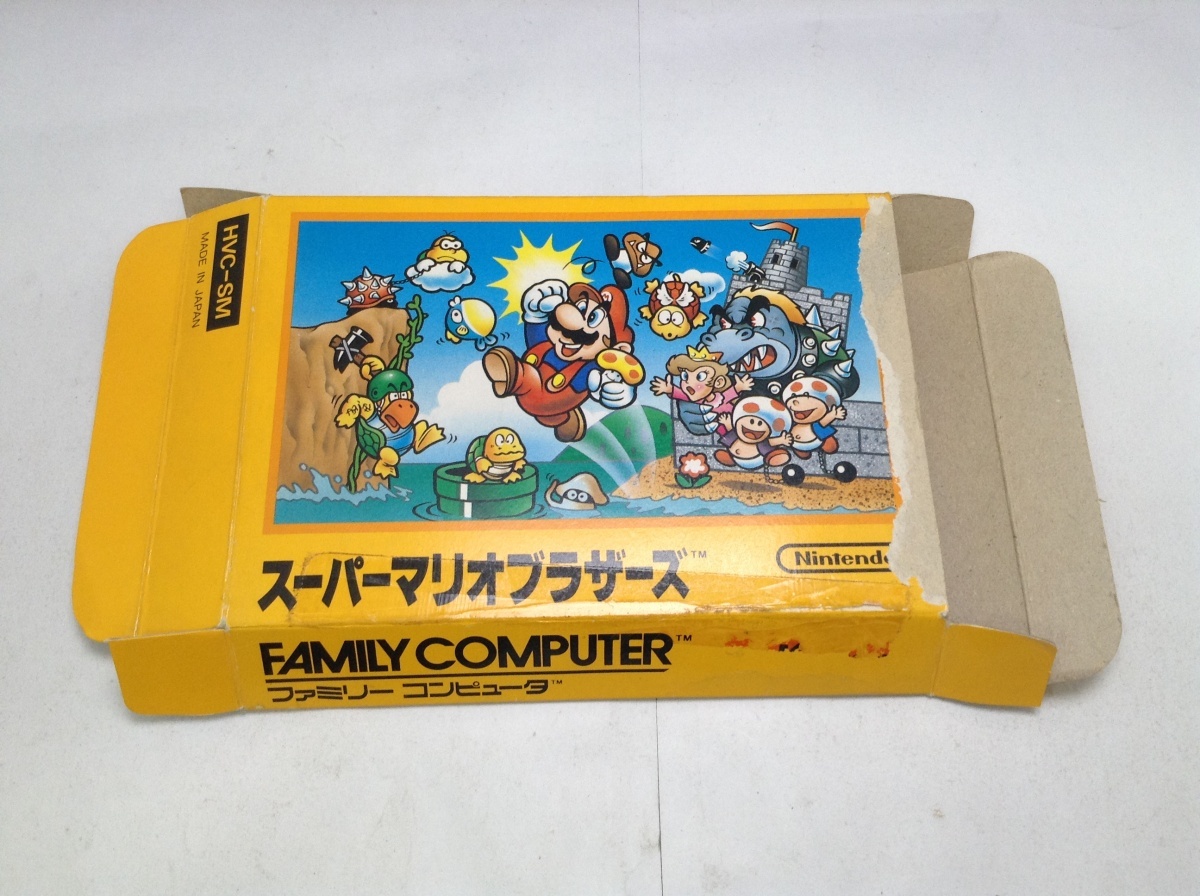 HVC-SM
MADE IN JAPAN
スーパーマリオブラザーズ™
Nintendo
FAMILY COMPUTER™
ファミリー コンピュータ™